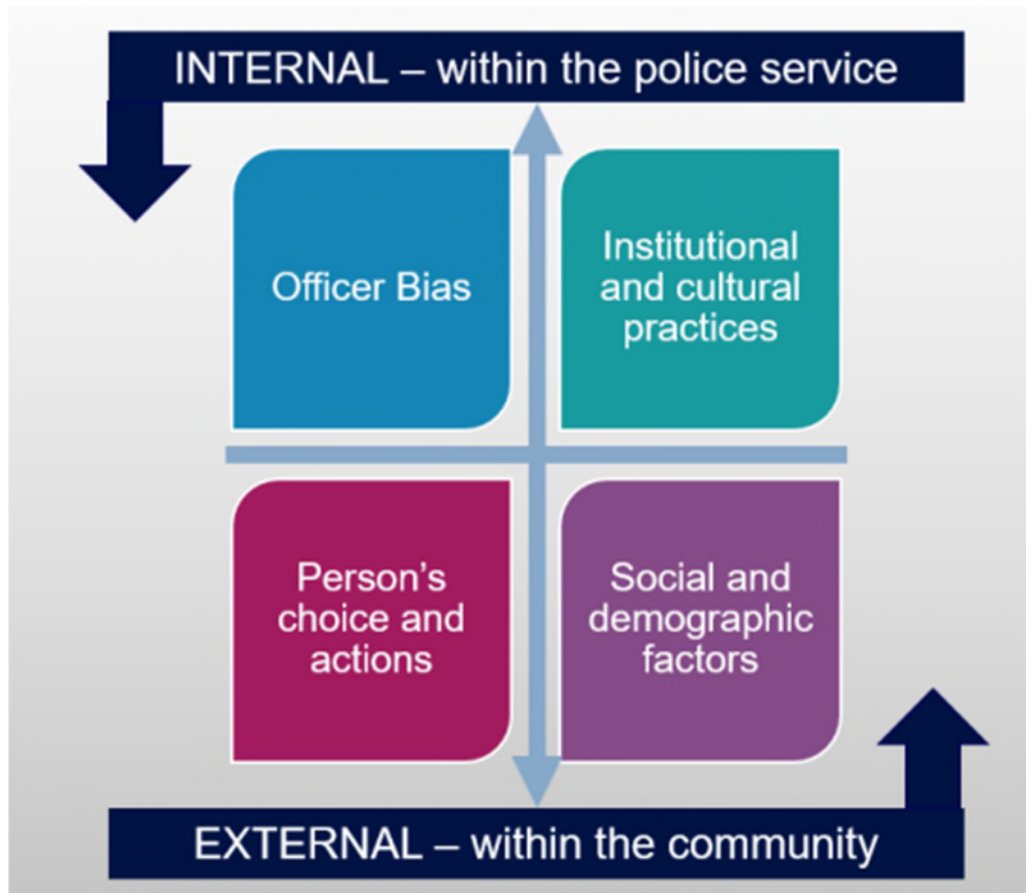 INTERNAL – within the police service
Officer Bias
Institutional
and cultural
practices
Person's
choice and
actions
Social and
demographic
factors
EXTERNAL – within the community